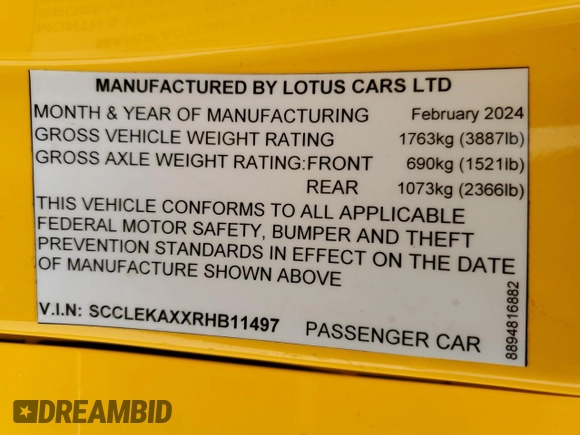 MANUFACTURED BY LOTUS CARS LTD
MONTH & YEAR OF MANUFACTURING February 2024
GROSS VEHICLE WEIGHT RATING 1763kg (3887lb)
GROSS AXLE WEIGHT RATING: FRONT 690kg (1521lb)
REAR 1073kg (2366lb)
THIS VEHICLE CONFORMS TO ALL APPLICABLE
FEDERAL MOTOR SAFETY, BUMPER AND THEFT
PREVENTION STANDARDS IN EFFECT ON THE DATE
OF MANUFACTURE SHOWN ABOVE
V.I.N: SCCLEKAXXRHB11497 PASSENGER CAR
8894816882
DREAMBID